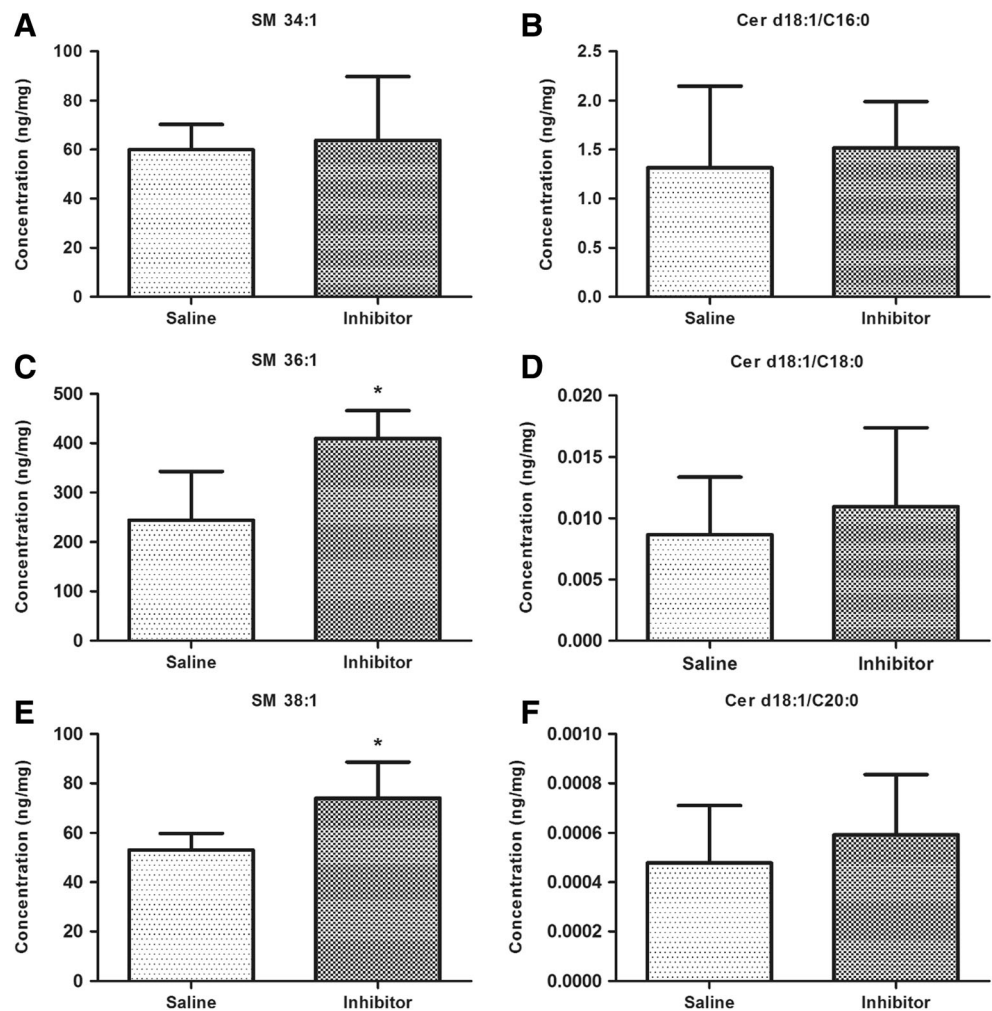 A
SM 34:1
Concentration (ng/mg)
100
80
60
40
20
0
Saline Inhibitor
B
Cer d18:1/C16:0
Concentration (ng/mg)
2.5
2.0
1.5
1.0
0.5
0.0
Saline Inhibitor
C
SM 36:1
Concentration (ng/mg)
500
400
300
200
100
0
*
Saline Inhibitor
D
Cer d18:1/C18:0
Concentration (ng/mg)
0.020
0.015
0.010
0.005
0.000
Saline Inhibitor
E
SM 38:1
Concentration (ng/mg)
100
80
60
40
20
0
*
Saline Inhibitor
F
Cer d18:1/C20:0
Concentration (ng/mg)
0.0010
0.0008
0.0006
0.0004
0.0002
0.0000
Saline Inhibitor